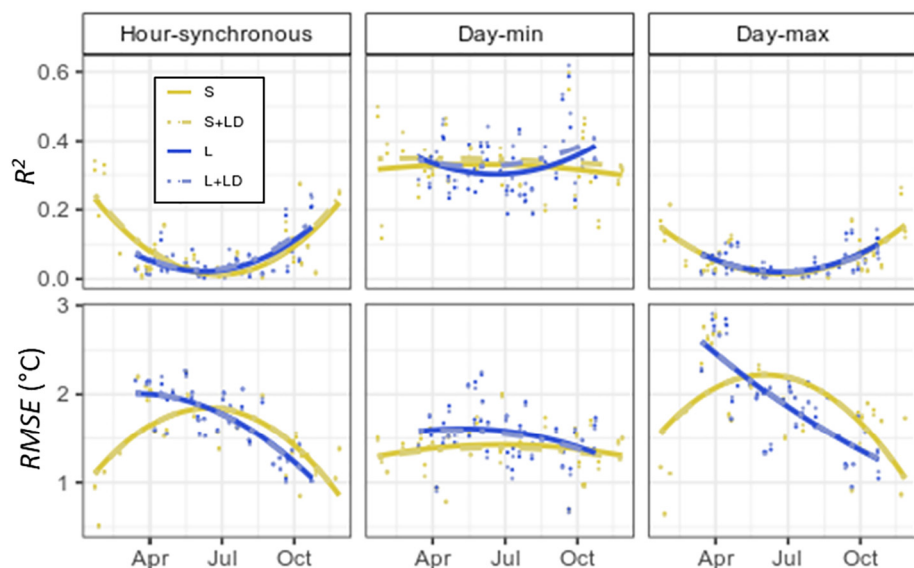 Hour-synchronous Day-min Day-max
S
S+LD
L
L+LD
R²
0.6
0.4
0.2
0.0
RMSE (°C)
3
2
1
Apr Jul Oct Apr Jul Oct Apr Jul Oct